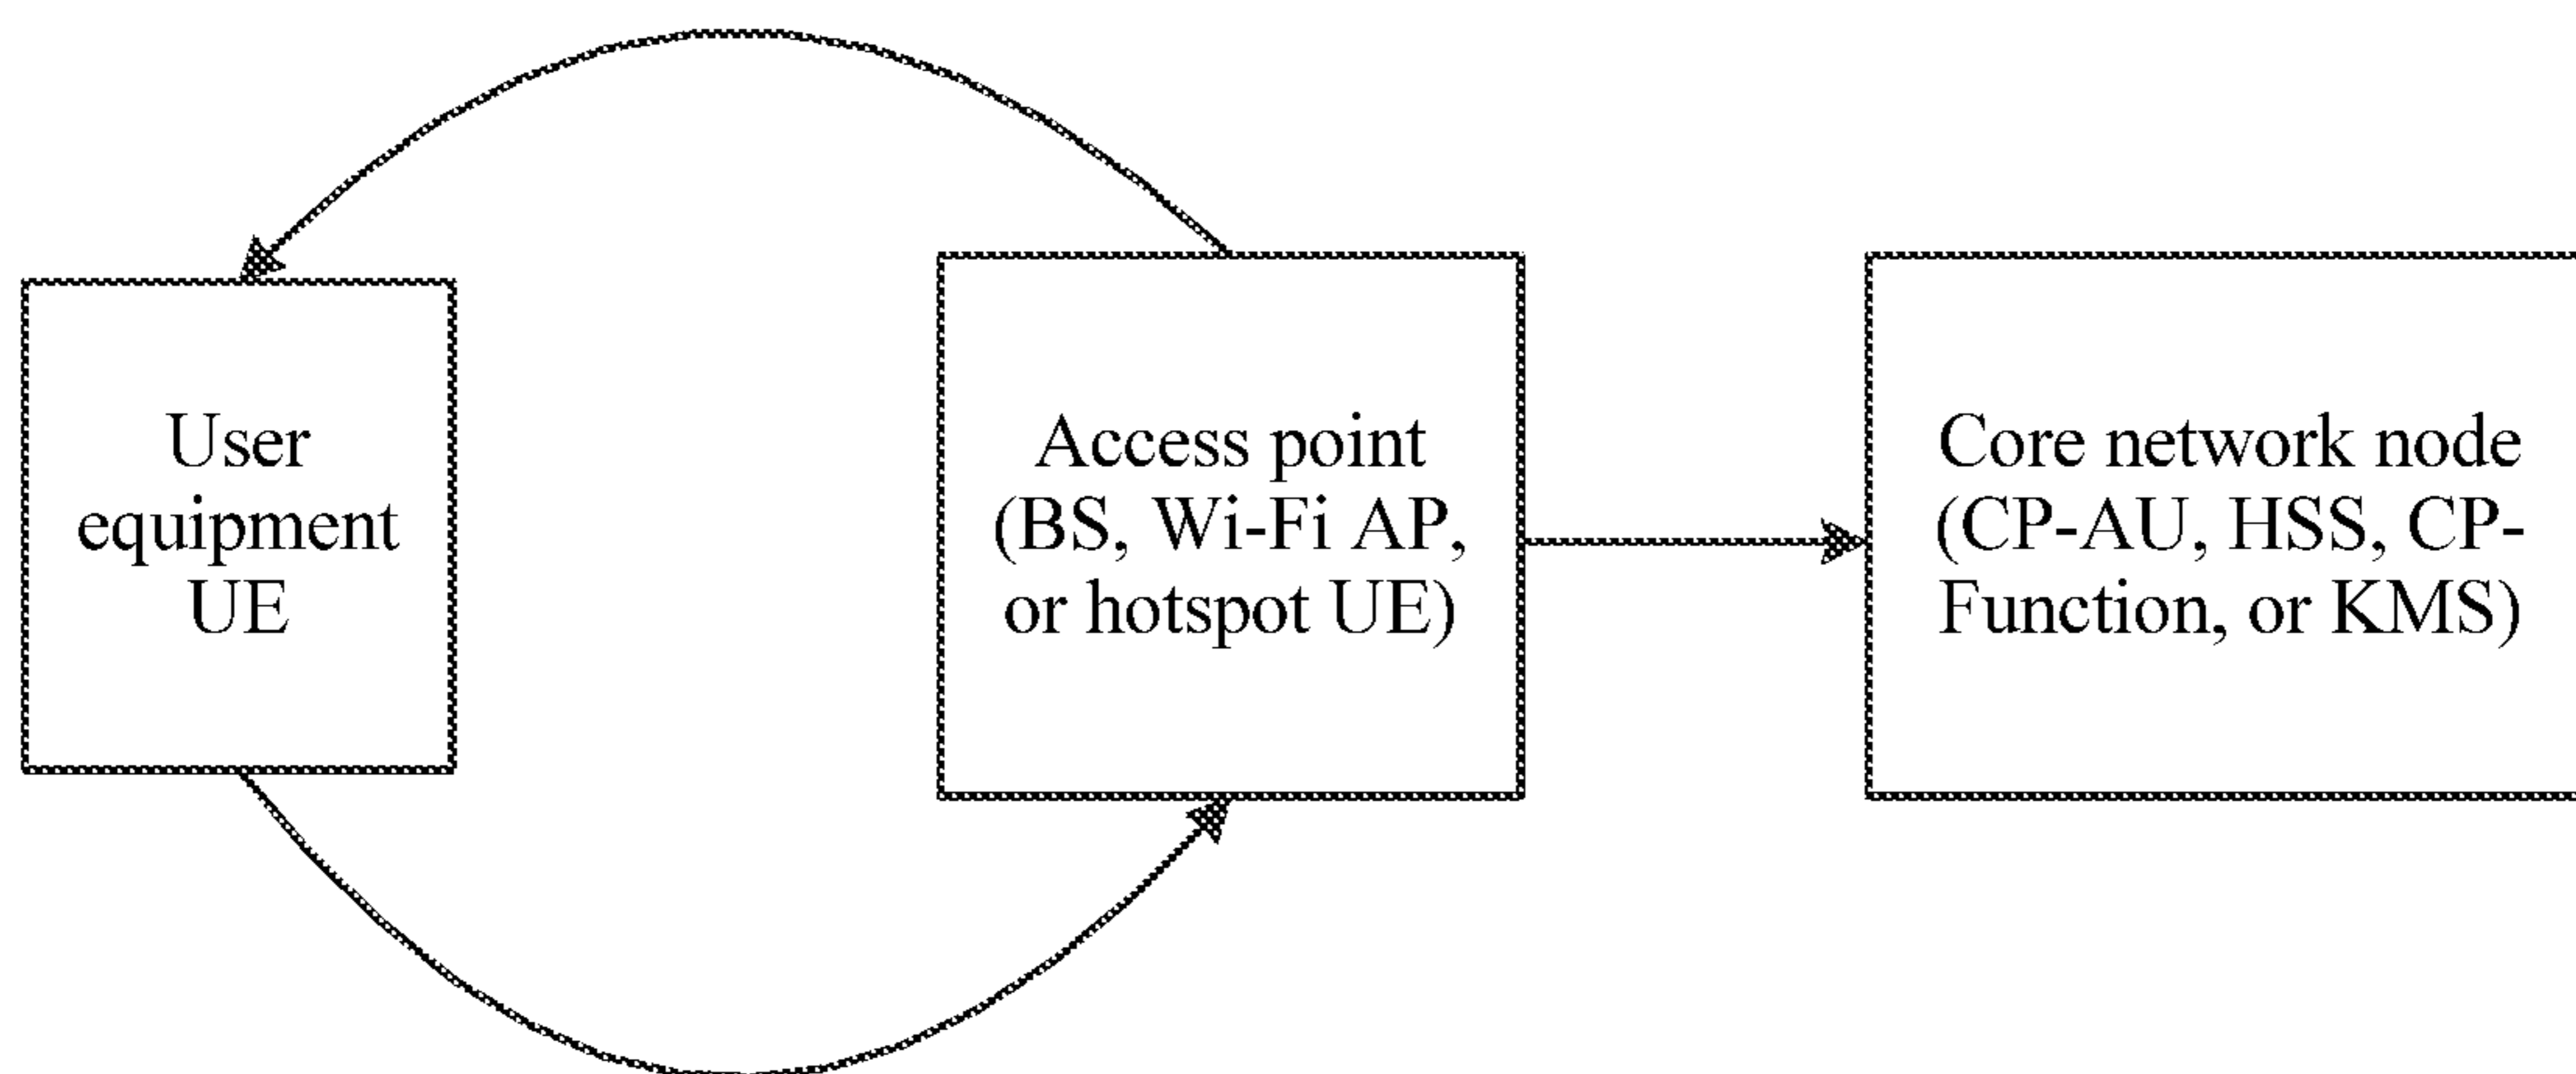 User
equipment
UE
Access point
(BS, Wi-Fi AP,
or hotspot UE)
Core network node
(CP-AU, HSS, CP-
Function, or KMS)